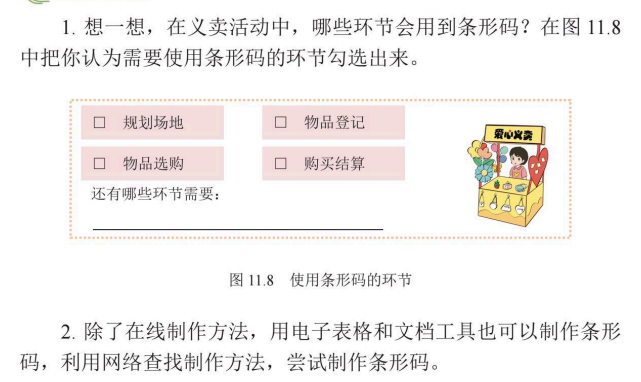 1. 想一想，在义卖活动中，哪些环节会用到条形码？在图 11.8
中把你认为需要使用条形码的环节勾选出来。
□ 规划场地
□ 物品登记
□ 物品选购
□ 购买结算
还有哪些环节需要：
爱心义卖
图 11.8 使用条形码的环节
2. 除了在线制作方法，用电子表格和文档工具也可以制作条形
码，利用网络查找制作方法，尝试制作条形码。